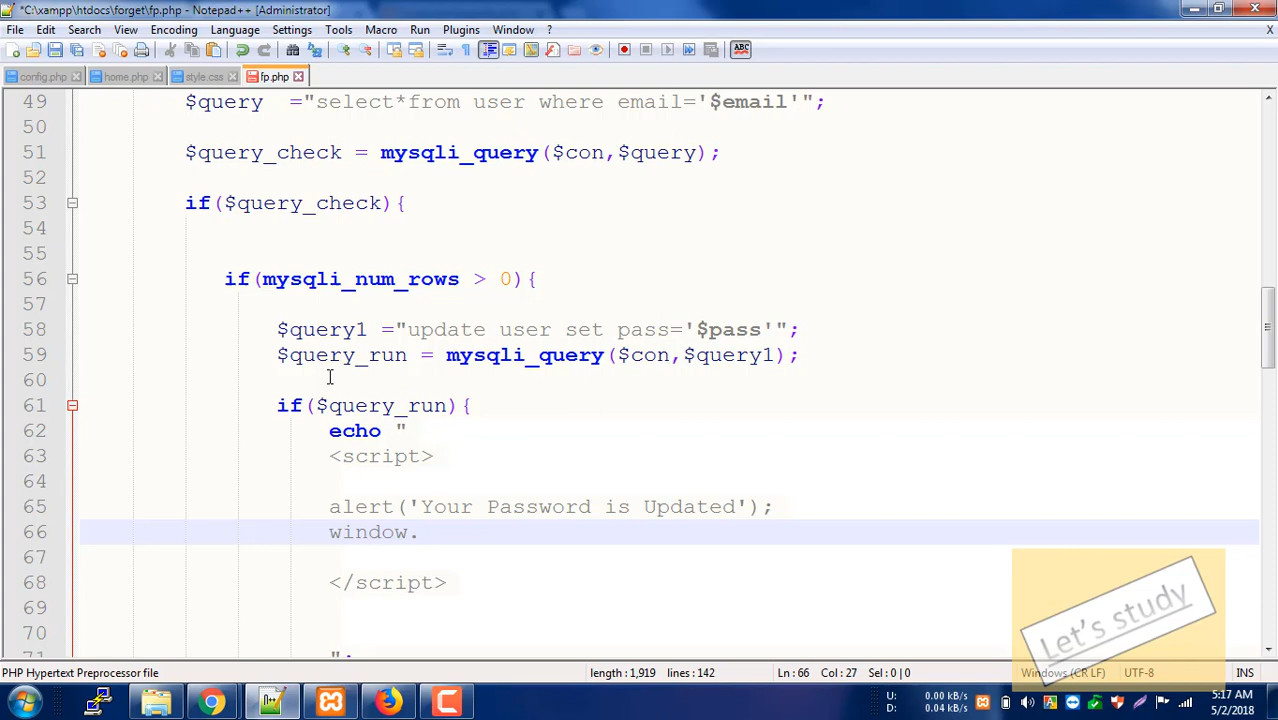 *C:\xampp\htdocs\forget\fp.php - Notepad++ [Administrator]
File Edit Search View Encoding Language Settings Tools Macro Run Plugins Window ? X
config.php home.php style.css fp.php
49 $query ="select*from user where email='$email'";
50
51 $query_check = mysqli_query($con,$query);
52
53 if($query_check){
54
55
56 if(mysqli_num_rows > 0){
57
58 $query1 ="update user set pass='$pass'";
59 $query_run = mysqli_query($con,$query1);
60
61 if($query_run){
62 echo "
63 <script>
64
65 alert('Your Password is Updated');
66 window.
67
68 </script>
69
70
71 ";
Let's study
PHP Hypertext Preprocessor file length : 1,919 lines : 142 Ln : 66 Col : 27 Sel : 0 | 0 Windows (CR LF) UTF-8 INS
U: 0.00 kB/s
D: 0.04 kB/s
5:17 AM
5/2/2018